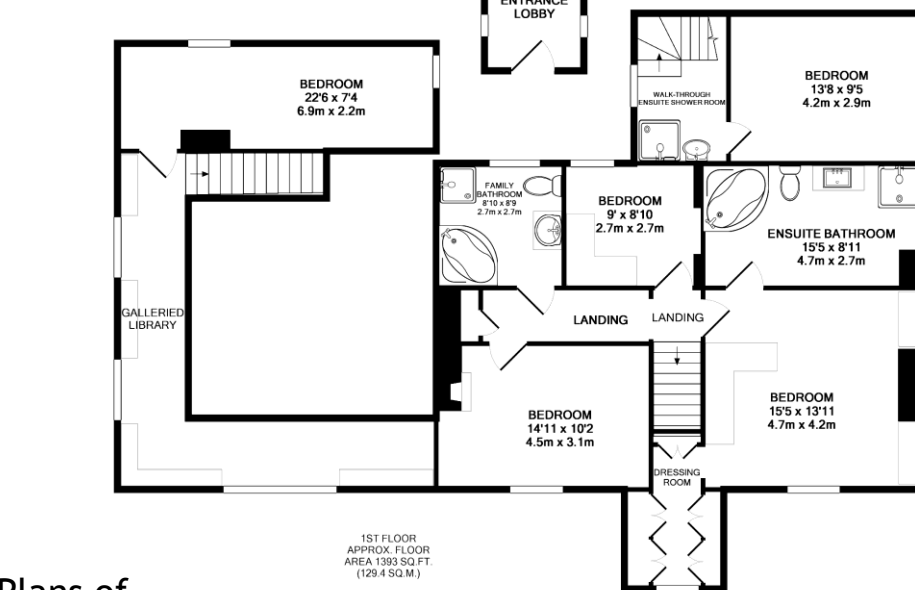 ENTRANCE
LOBBY
BEDROOM
22'6 x 7'4
6.9m x 2.2m
WALK-THROUGH
ENSUITE SHOWER ROOM
BEDROOM
13'8 x 9'5
4.2m x 2.9m
FAMILY
BATHROOM
8'10 x 8'9
2.7m x 2.7m
BEDROOM
9' x 8'10
2.7m x 2.7m
ENSUITE BATHROOM
15'5 x 8'11
4.7m x 2.7m
GALLERIED
LIBRARY
LANDING
LANDING
BEDROOM
14'11 x 10'2
4.5m x 3.1m
BEDROOM
15'5 x 13'11
4.7m x 4.2m
DRESSING
ROOM
1ST FLOOR
APPROX. FLOOR
AREA 1393 SQ.FT.
(129.4 SQ.M.)
Plans of